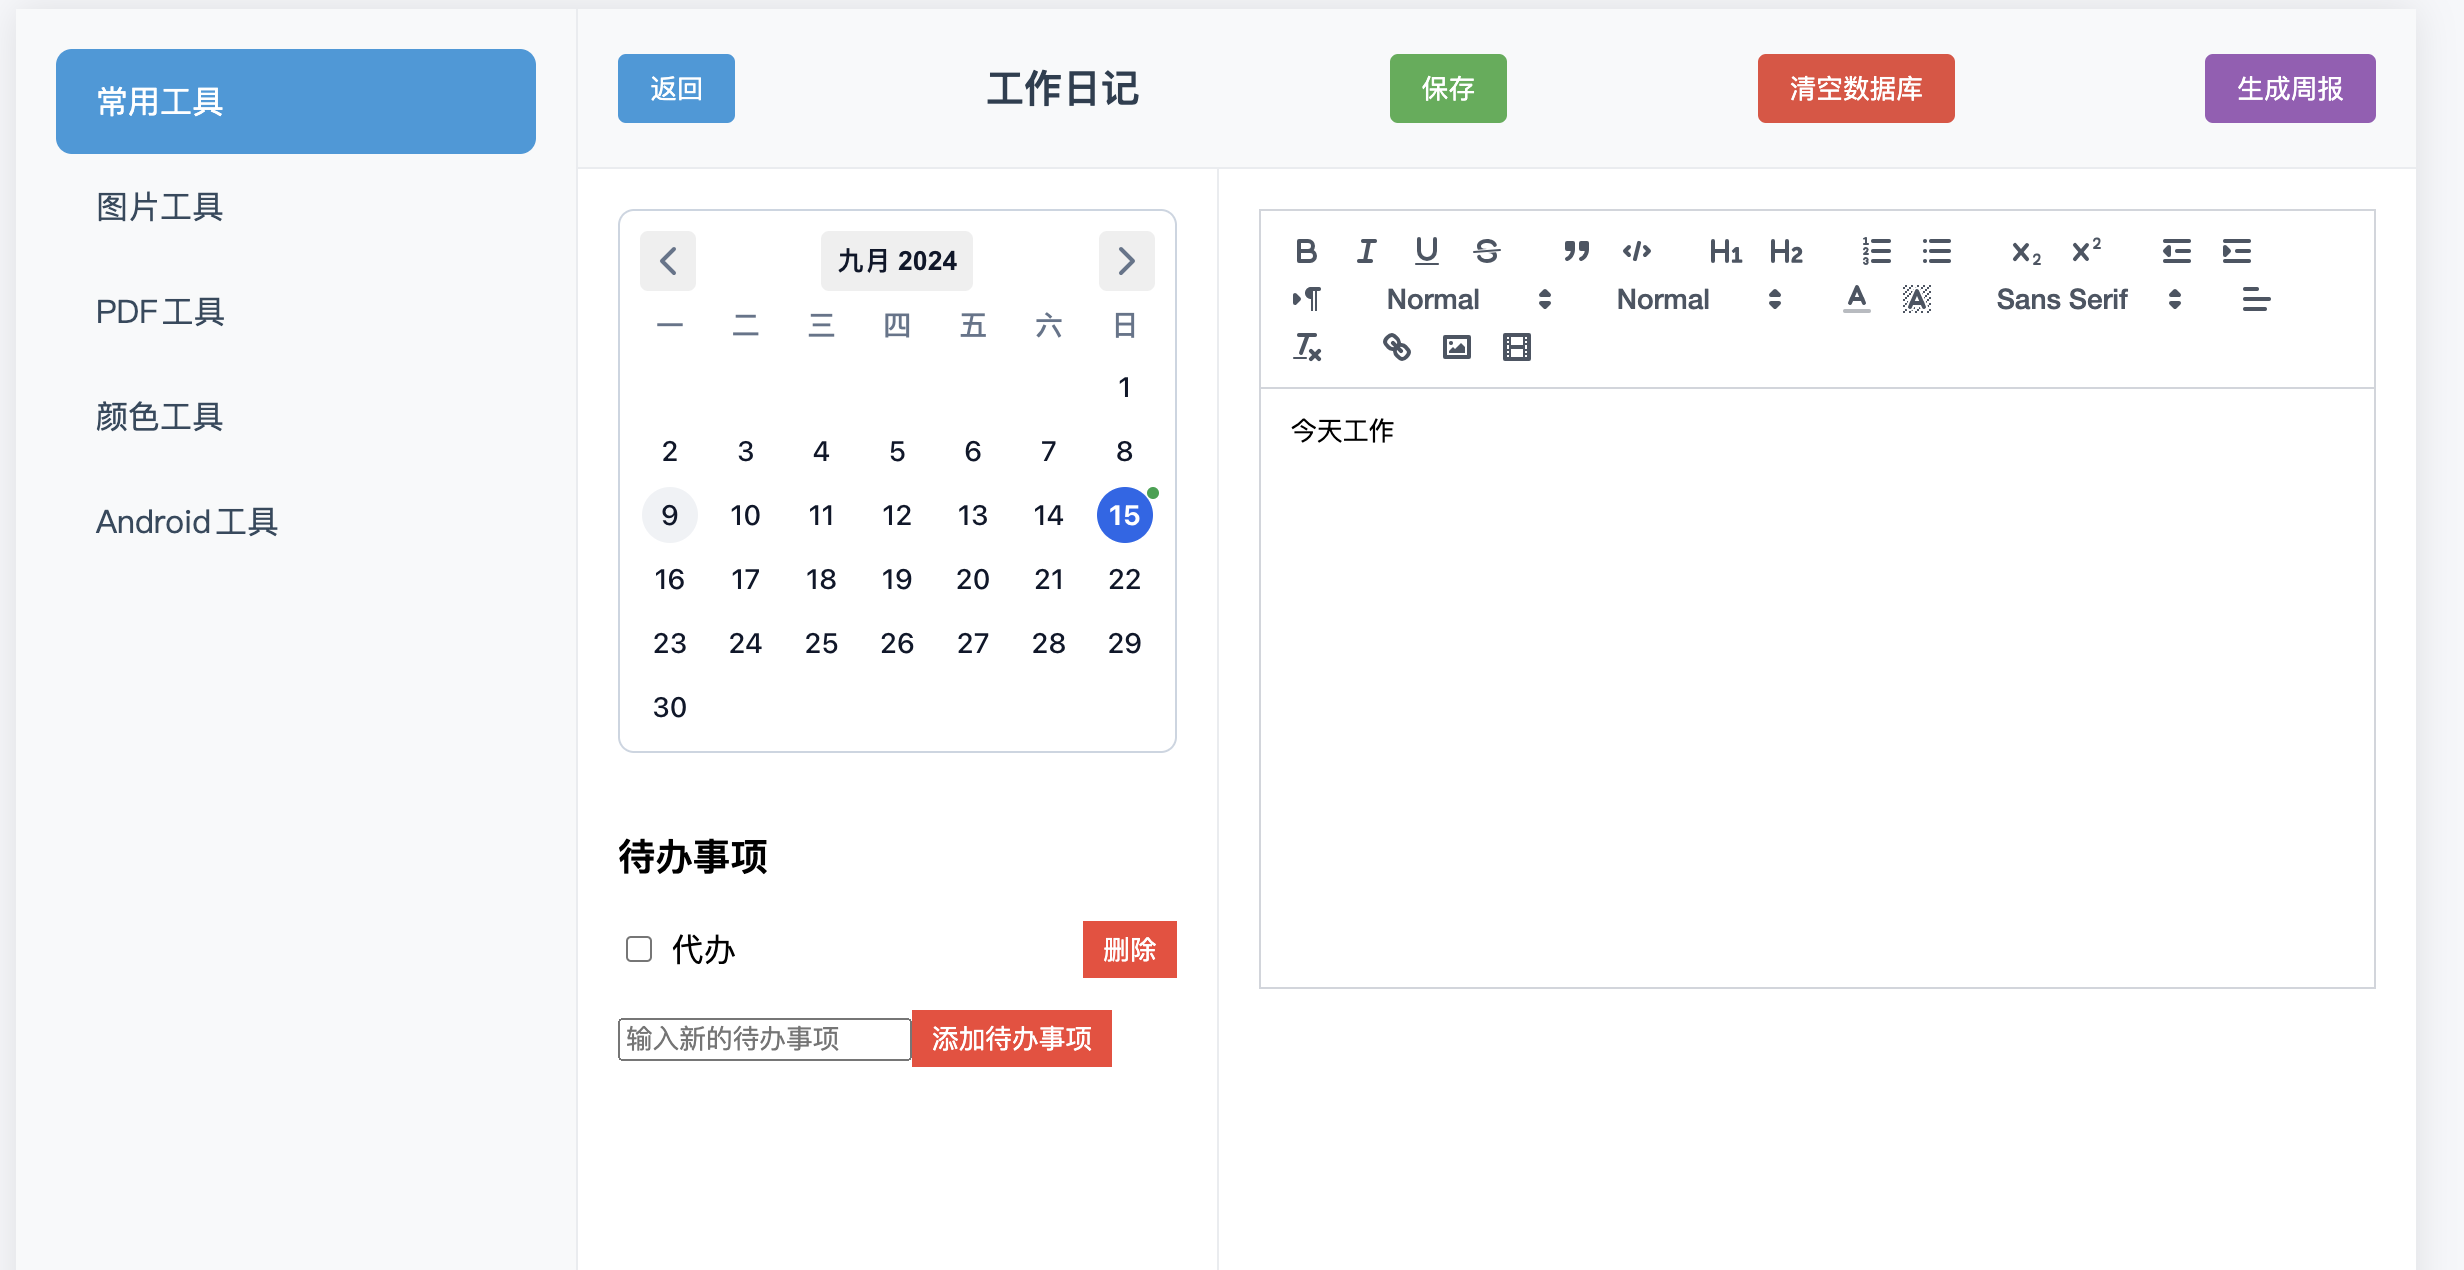 常用工具
图片工具
PDF工具
颜色工具
Android工具
返回
工作日记
保存
清空数据库
生成周报
九月 2024
一 二 三 四 五 六 日
1
2 3 4 5 6 7 8
9 10 11 12 13 14 15
16 17 18 19 20 21 22
23 24 25 26 27 28 29
30
待办事项
代办 删除
输入新的待办事项 添加待办事项
B I U S H1 H2 x2 x2
Normal Normal A A Sans Serif
Tx
今天工作